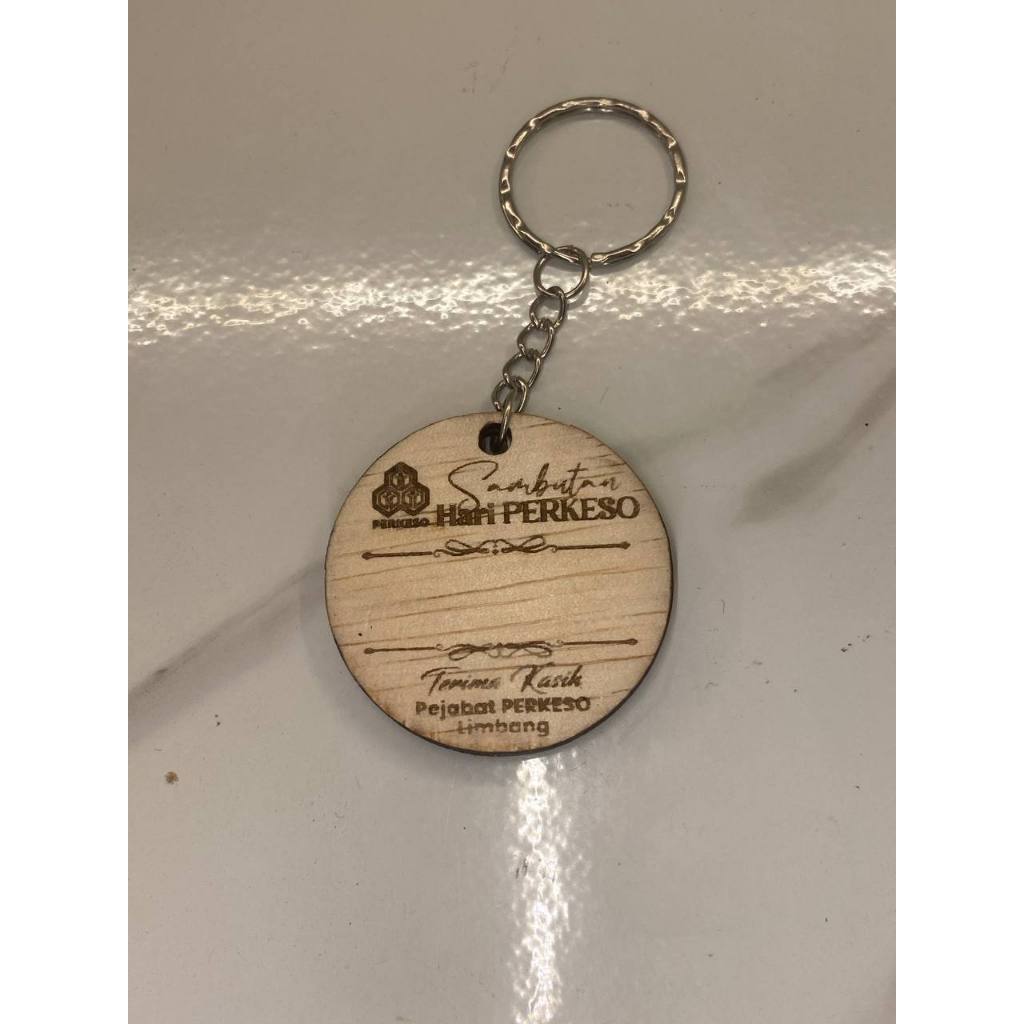 Sambutan
PERKESO Hari PERKESO
Terima Kasih
Pejabat PERKESO
Limbang